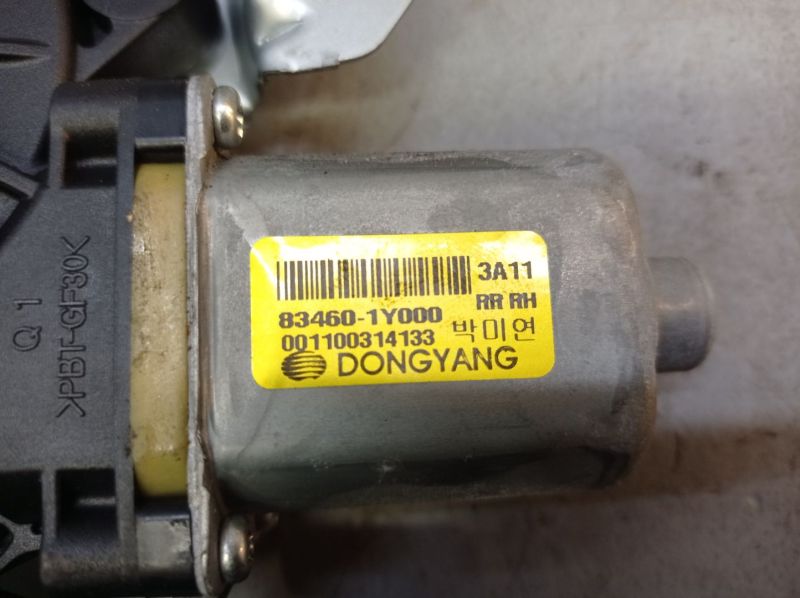 3A11
RR RH
83460-1Y000
001100314133 박미연
DONGYANG
Q 1
>PBT-GF30<